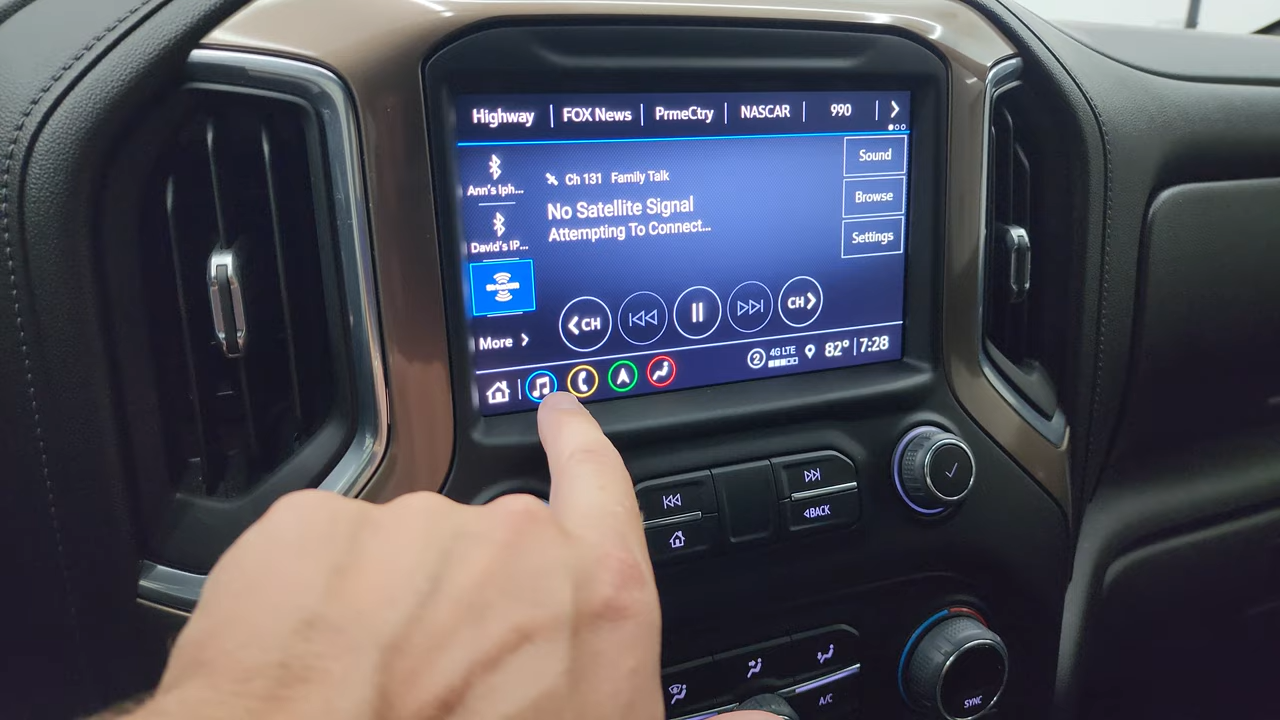 Highway FOX News PrmeCtry NASCAR 990
Ann's Iph...
Ch 131 Family Talk
Sound
No Satellite Signal
Attempting To Connect...
Browse
David's IP...
Settings
CH CH
More
2 4G LTE 82° 7:28
BACK
A/C
SYNC